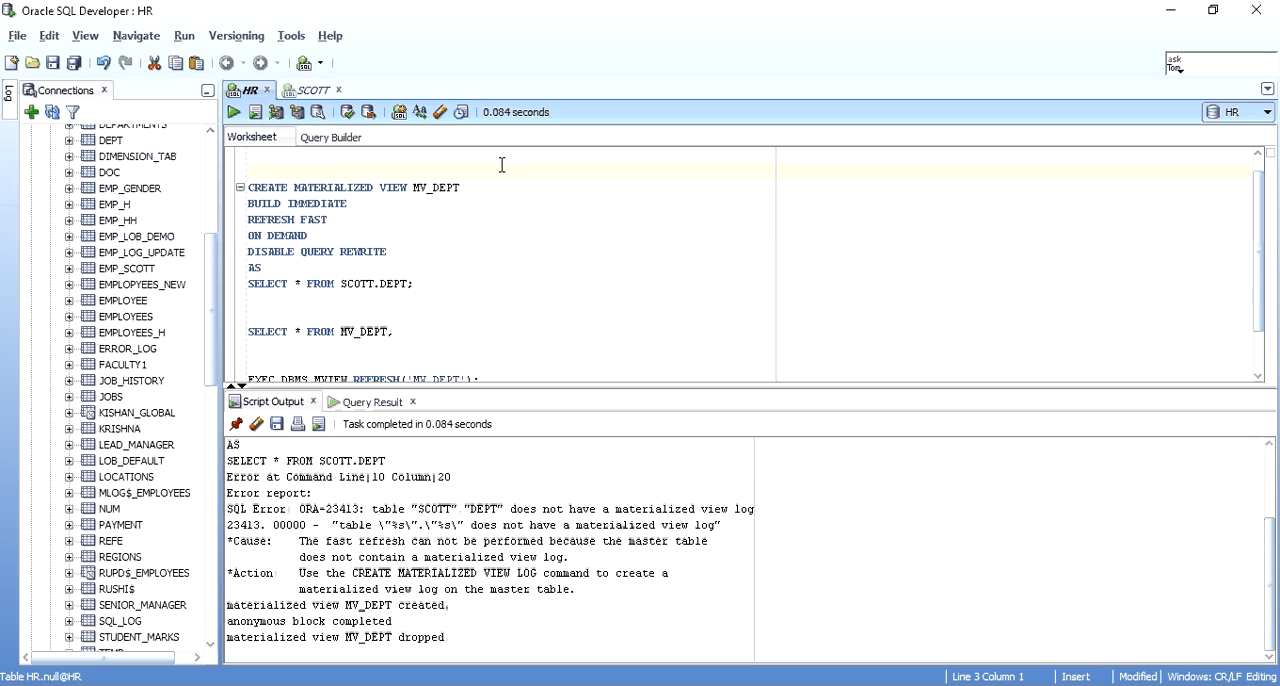 Oracle SQL Developer : HR
File Edit View Navigate Run Versioning Tools Help
ask
Tom
Log
Connections
HR
SCOTT
0.084 seconds
HR
Worksheet
Query Builder
DEPARTMENTS
DEPT
DIMENSION_TAB
DOC
EMP_GENDER
EMP_H
EMP_HH
EMP_LOB_DEMO
EMP_LOG_UPDATE
EMP_SCOTT
EMPLOPYEES_NEW
EMPLOYEE
EMPLOYEES
EMPLOYEES_H
ERROR_LOG
FACULTY1
JOB_HISTORY
JOBS
KISHAN_GLOBAL
KRISHNA
LEAD_MANAGER
LOB_DEFAULT
LOCATIONS
MLOG$_EMPLOYEES
NUM
PAYMENT
REFE
REGIONS
RUPD$_EMPLOYEES
RUSHI$
SENIOR_MANAGER
SQL_LOG
STUDENT_MARKS
CREATE MATERIALIZED VIEW MV_DEPT
BUILD IMMEDIATE
REFRESH FAST
ON DEMAND
DISABLE QUERY REWRITE
AS
SELECT * FROM SCOTT.DEPT;
SELECT * FROM MV_DEPT,
EXEC DBMS_MVIEW.REFRESH('MV_DEPT');
Script Output
Query Result
Task completed in 0.084 seconds
AS
SELECT * FROM SCOTT.DEPT
Error at Command Line|10 Column|20
Error report:
SQL Error: ORA-23413: table "SCOTT"."DEPT" does not have a materialized view log
23413. 00000 - "table \"%s\".\"%s\" does not have a materialized view log"
*Cause: The fast refresh can not be performed because the master table
does not contain a materialized view log.
*Action: Use the CREATE MATERIALIZED VIEW LOG command to create a
materialized view log on the master table.
materialized view MV_DEPT created.
anonymous block completed
materialized view MV_DEPT dropped
Table HR.null@HR
Line 3 Column 1
Insert
Modified
Windows: CR/LF
Editing